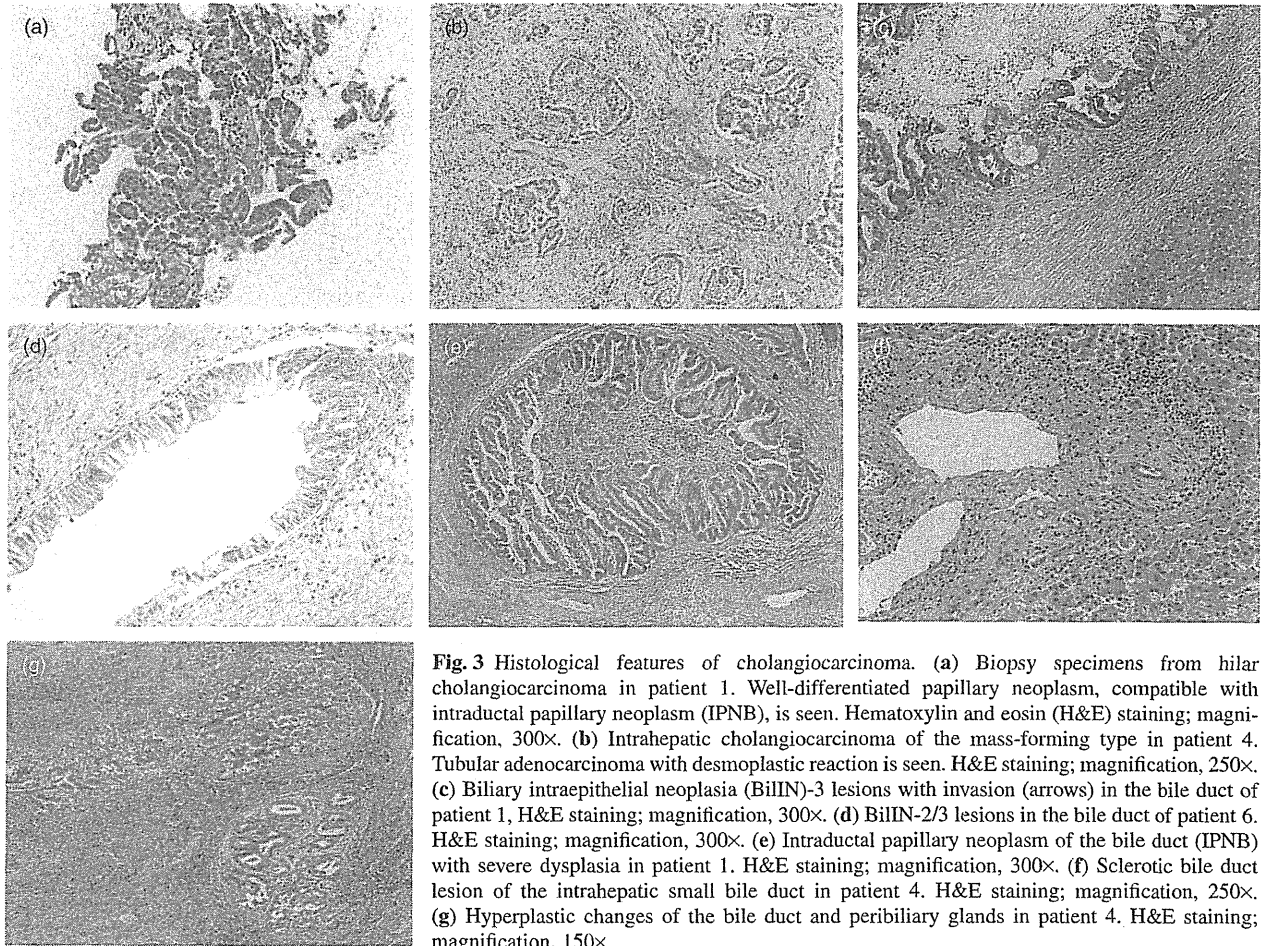 (a)
(b)
(c)
(d)
(e)
(f)
(g)
Fig. 3 Histological features of cholangiocarcinoma. (a) Biopsy specimens from hilar
cholangiocarcinoma in patient 1. Well-differentiated papillary neoplasm, compatible with
intraductal papillary neoplasm (IPNB), is seen. Hematoxylin and eosin (H&E) staining; magni-
fication, 300×. (b) Intrahepatic cholangiocarcinoma of the mass-forming type in patient 4.
Tubular adenocarcinoma with desmoplastic reaction is seen. H&E staining; magnification, 250×.
(c) Biliary intraepithelial neoplasia (BilIN)-3 lesions with invasion (arrows) in the bile duct of
patient 1, H&E staining; magnification, 300×. (d) BilIN-2/3 lesions in the bile duct of patient 6.
H&E staining; magnification, 300×. (e) Intraductal papillary neoplasm of the bile duct (IPNB)
with severe dysplasia in patient 1. H&E staining; magnification, 300×. (f) Sclerotic bile duct
lesion of the intrahepatic small bile duct in patient 4. H&E staining; magnification, 250×.
(g) Hyperplastic changes of the bile duct and peribiliary glands in patient 4. H&E staining;
magnification, 150×